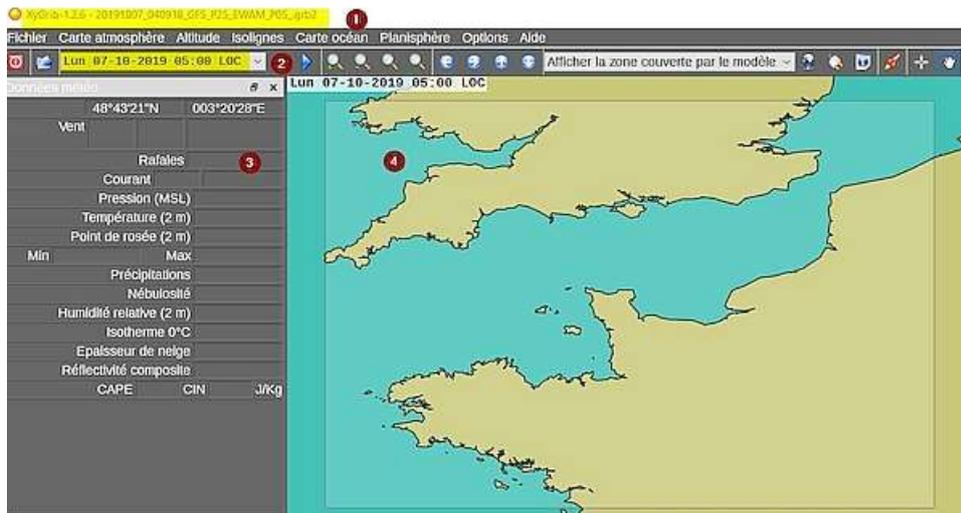 XyGrib-1.2.6 - 20191007_040918_GFS_P25_EWAM_P05_.grb2
1
Fichier Carte atmosphère Altitude Isolignes Carte océan Planisphère Options Aide
Lun 07-10-2019 05:00 LOC
2
Afficher la zone couverte par le modèle
Données météo
Lun 07-10-2019 05:00 LOC
48°43'21"N 003°20'28"E
Vent
Rafales
3
4
Courant
Pression (MSL)
Température (2 m)
Point de rosée (2 m)
Min Max
Précipitations
Nébulosité
Humidité relative (2 m)
Isotherme 0°C
Epaisseur de neige
Réflectivité composite
CAPE CIN J/Kg